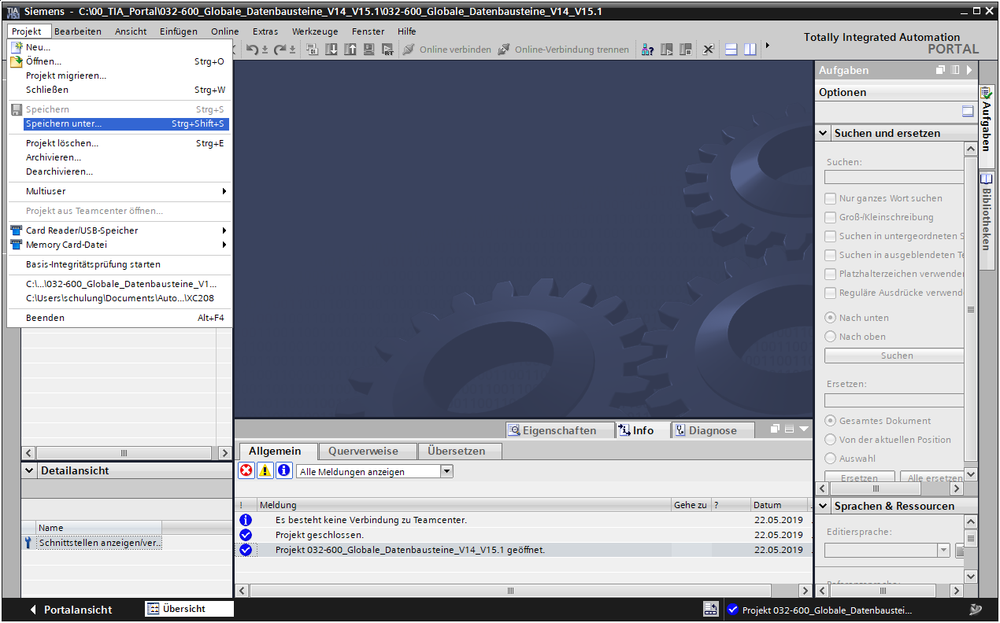 Siemens - C:\00_TIA_Portal\032-600_Globale_Datenbausteine_V14_V15.1\032-600_Globale_Datenbausteine_V14_V15.1
Projekt Bearbeiten Ansicht Einfügen Online Extras Werkzeuge Fenster Hilfe
Totally Integrated Automation
PORTAL
Online verbinden Online-Verbindung trennen
Neu...
Öffnen... Strg+O
Projekt migrieren...
Schließen Strg+W
Speichern Strg+S
Speichern unter... Strg+Shift+S
Projekt löschen... Strg+E
Archivieren...
Dearchivieren...
Multiuser
Projekt aus Teamcenter öffnen...
Card Reader/USB-Speicher
Memory Card-Datei
Basis-Integritätsprüfung starten
C:\...\032-600_Globale_Datenbausteine_V1...
C:\Users\schulung\Documents\Auto...\XC208
Beenden Alt+F4
Detailansicht
Name
Schnittstellen anzeigen/ver..
Eigenschaften Info Diagnose
Allgemein Querverweise Übersetzen
Alle Meldungen anzeigen
! Meldung Gehe zu ? Datum
Es besteht keine Verbindung zu Teamcenter. 22.05.2019
Projekt geschlossen. 22.05.2019
Projekt 032-600_Globale_Datenbausteine_V14_V15.1 geöffnet. 22.05.2019
Aufgaben
Optionen
Suchen und ersetzen
Suchen:
Nur ganzes Wort suchen
Groß-/Kleinschreibung
Suchen in untergeordneten S
Suchen in ausgeblendeten Te
Platzhalterzeichen verwenden
Reguläre Ausdrücke verwend
Nach unten
Nach oben
Suchen
Ersetzen:
Gesamtes Dokument
Von der aktuellen Position
Auswahl
Ersetzen Alle ersetzen
Sprachen & Ressourcen
Editiersprache:
Referenzsprache:
Aufgaben
Bibliotheken
Portalansicht Übersicht Projekt 032-600_Globale_Datenbaustei...